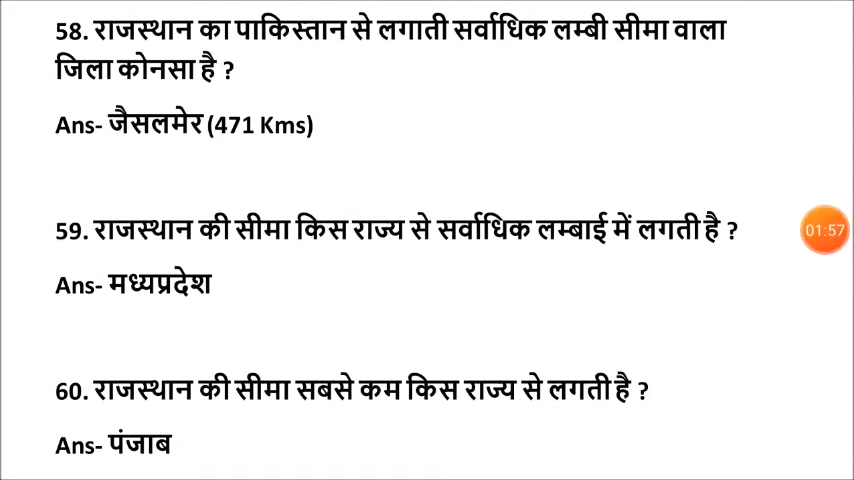 58. राजस्थान का पाकिस्तान से लगाती सर्वाधिक लम्बी सीमा वाला
जिला कोनसा है ?
Ans- जैसलमेर (471 Kms)
59. राजस्थान की सीमा किस राज्य से सर्वाधिक लम्बाई में लगती है ?
01:57
Ans- मध्यप्रदेश
60. राजस्थान की सीमा सबसे कम किस राज्य से लगती है ?
Ans- पंजाब